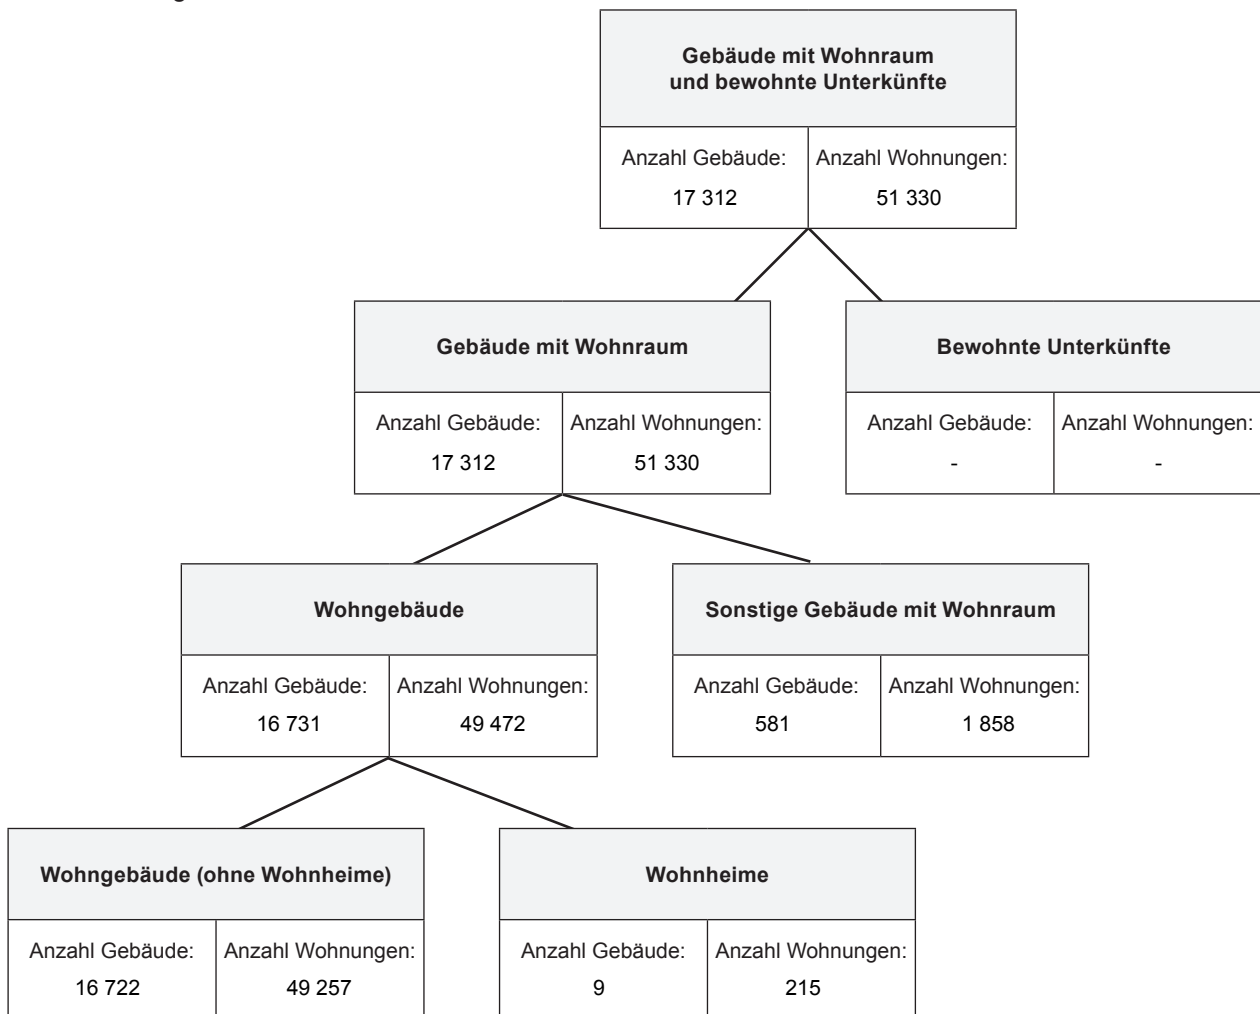 Gebäude mit Wohnraum
und bewohnte Unterkünfte
Anzahl Gebäude: Anzahl Wohnungen:
17 312 51 330
Gebäude mit Wohnraum Bewohnte Unterkünfte
Anzahl Gebäude: Anzahl Wohnungen: Anzahl Gebäude: Anzahl Wohnungen:
17 312 51 330 - -
Wohngebäude Sonstige Gebäude mit Wohnraum
Anzahl Gebäude: Anzahl Wohnungen: Anzahl Gebäude: Anzahl Wohnungen:
16 731 49 472 581 1 858
Wohngebäude (ohne Wohnheime) Wohnheime
Anzahl Gebäude: Anzahl Wohnungen: Anzahl Gebäude: Anzahl Wohnungen:
16 722 49 257 9 215